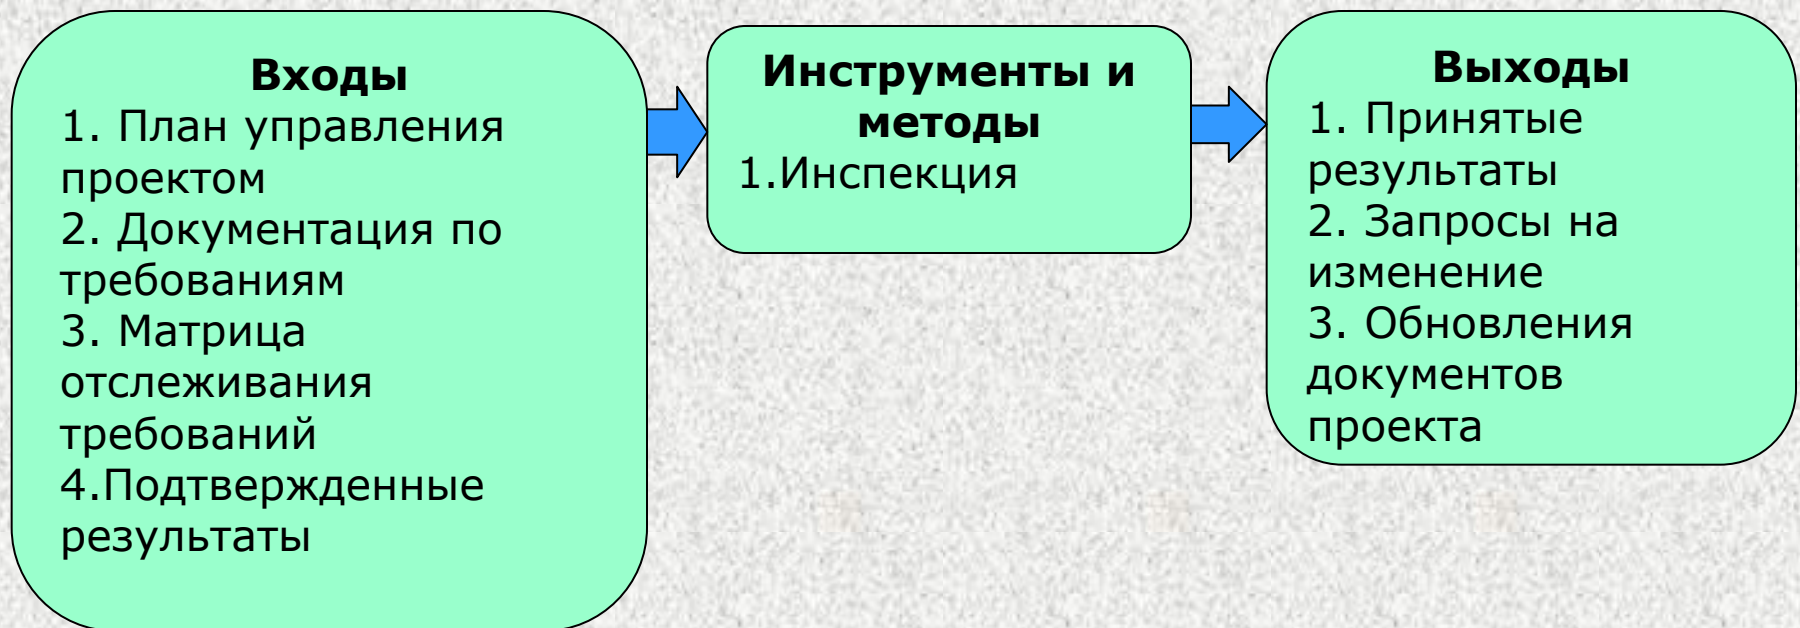 Входы
1. План управления
проектом
2. Документация по
требованиям
3. Матрица
отслеживания
требований
4.Подтвержденные
результаты
Инструменты и
методы
1.Инспекция
Выходы
1. Принятые
результаты
2. Запросы на
изменение
3. Обновления
документов
проекта